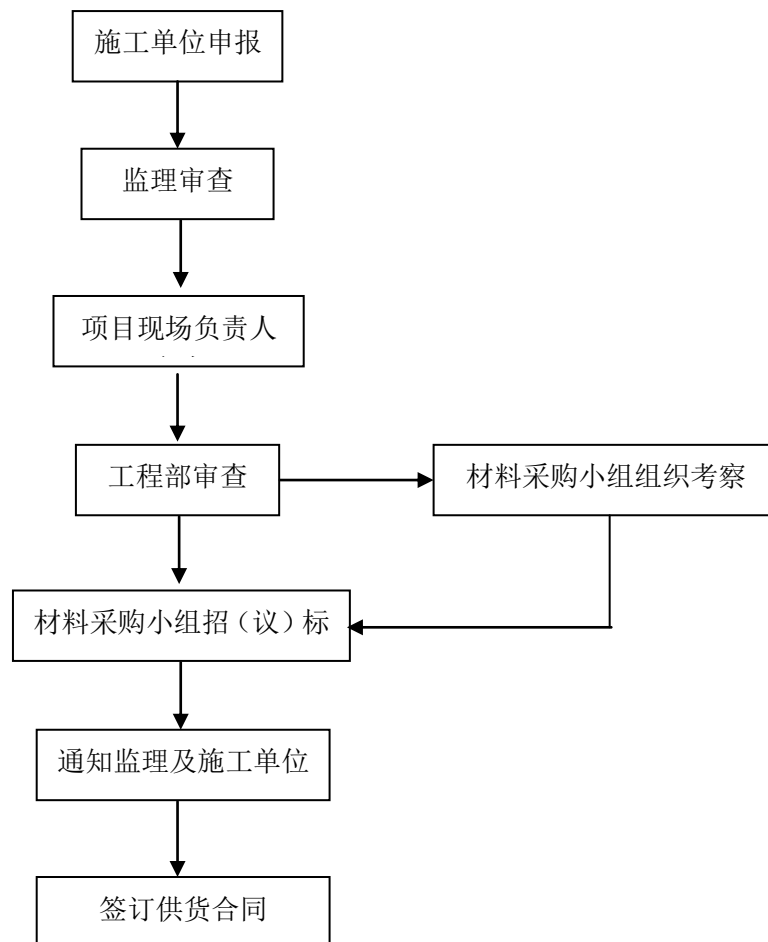 施工单位申报
监理审查
项目现场负责人
工程部审查
材料采购小组组织考察
材料采购小组招（议）标
通知监理及施工单位
签订供货合同